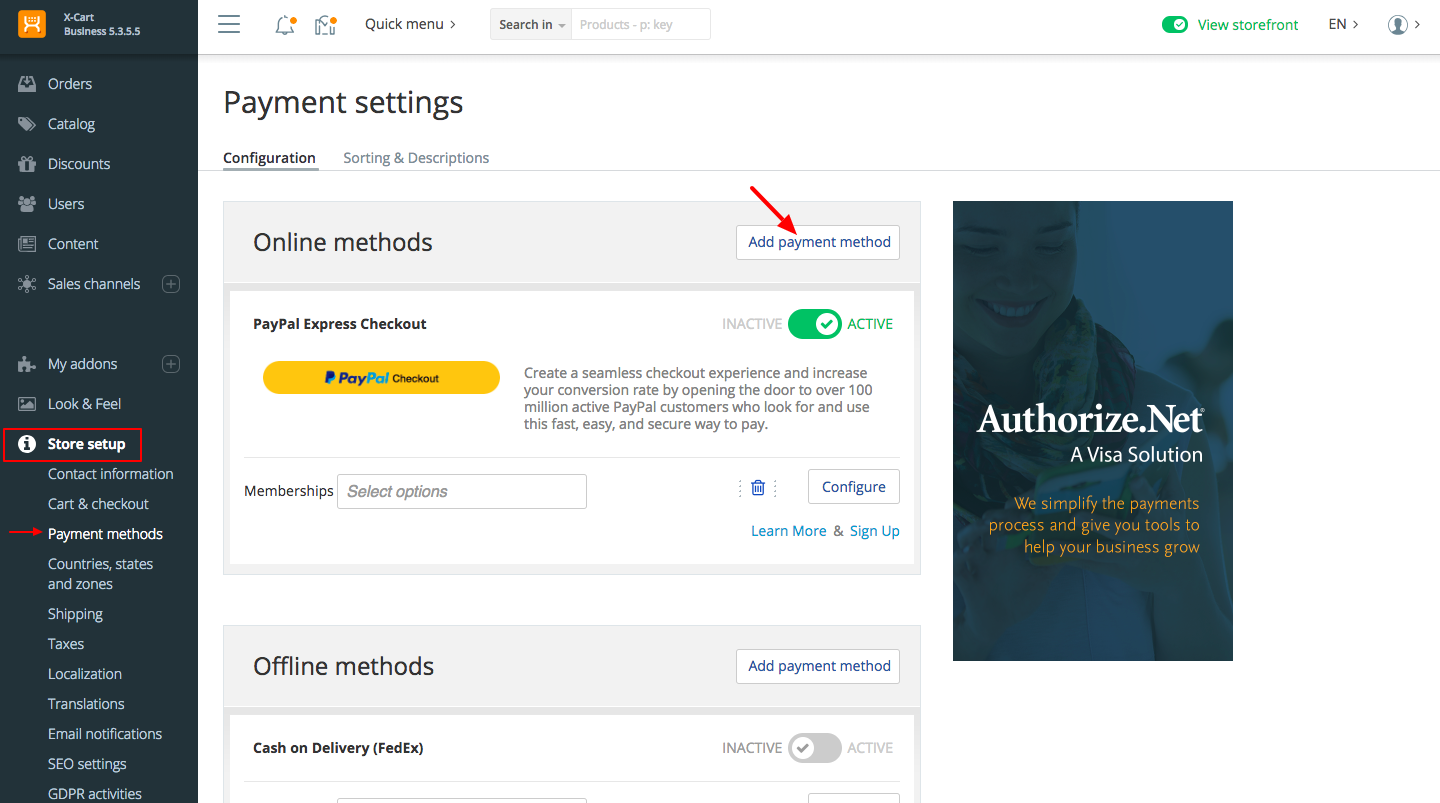 X-Cart
Business 5.3.5.5
Quick menu
Search in
Products - p: key
View storefront
EN
Orders
Catalog
Discounts
Users
Content
Sales channels
My addons
Look & Feel
Store setup
Contact information
Cart & checkout
Payment methods
Countries, states
and zones
Shipping
Taxes
Localization
Translations
Email notifications
SEO settings
GDPR activities
Payment settings
Configuration
Sorting & Descriptions
Online methods
Add payment method
PayPal Express Checkout
INACTIVE
ACTIVE
PayPal Checkout
Create a seamless checkout experience and increase
your conversion rate by opening the door to over 100
million active PayPal customers who look for and use
this fast, easy, and secure way to pay.
Memberships
Select options
Configure
Learn More & Sign Up
Offline methods
Add payment method
Cash on Delivery (FedEx)
INACTIVE
ACTIVE
Authorize.Net®
A Visa Solution
We simplify the payments
process and give you tools to
help your business grow